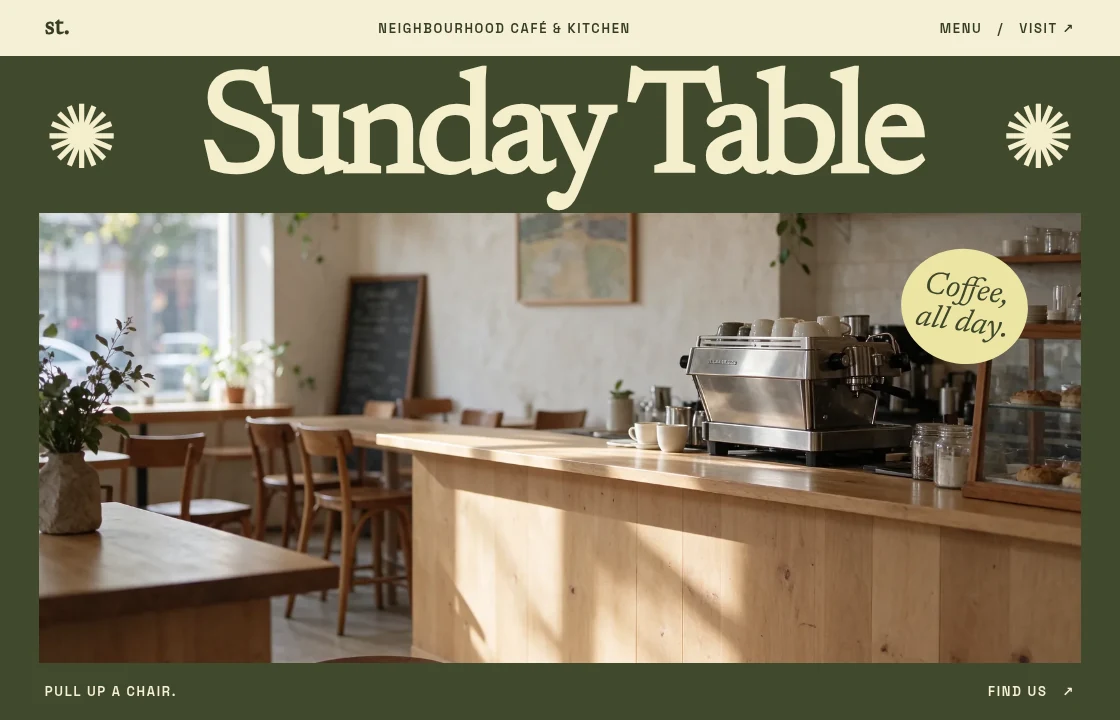 st.
NEIGHBOURHOOD CAFÉ & KITCHEN
MENU / VISIT ↗
Sunday Table
Coffee,
all day.
PULL UP A CHAIR.
FIND US ↗